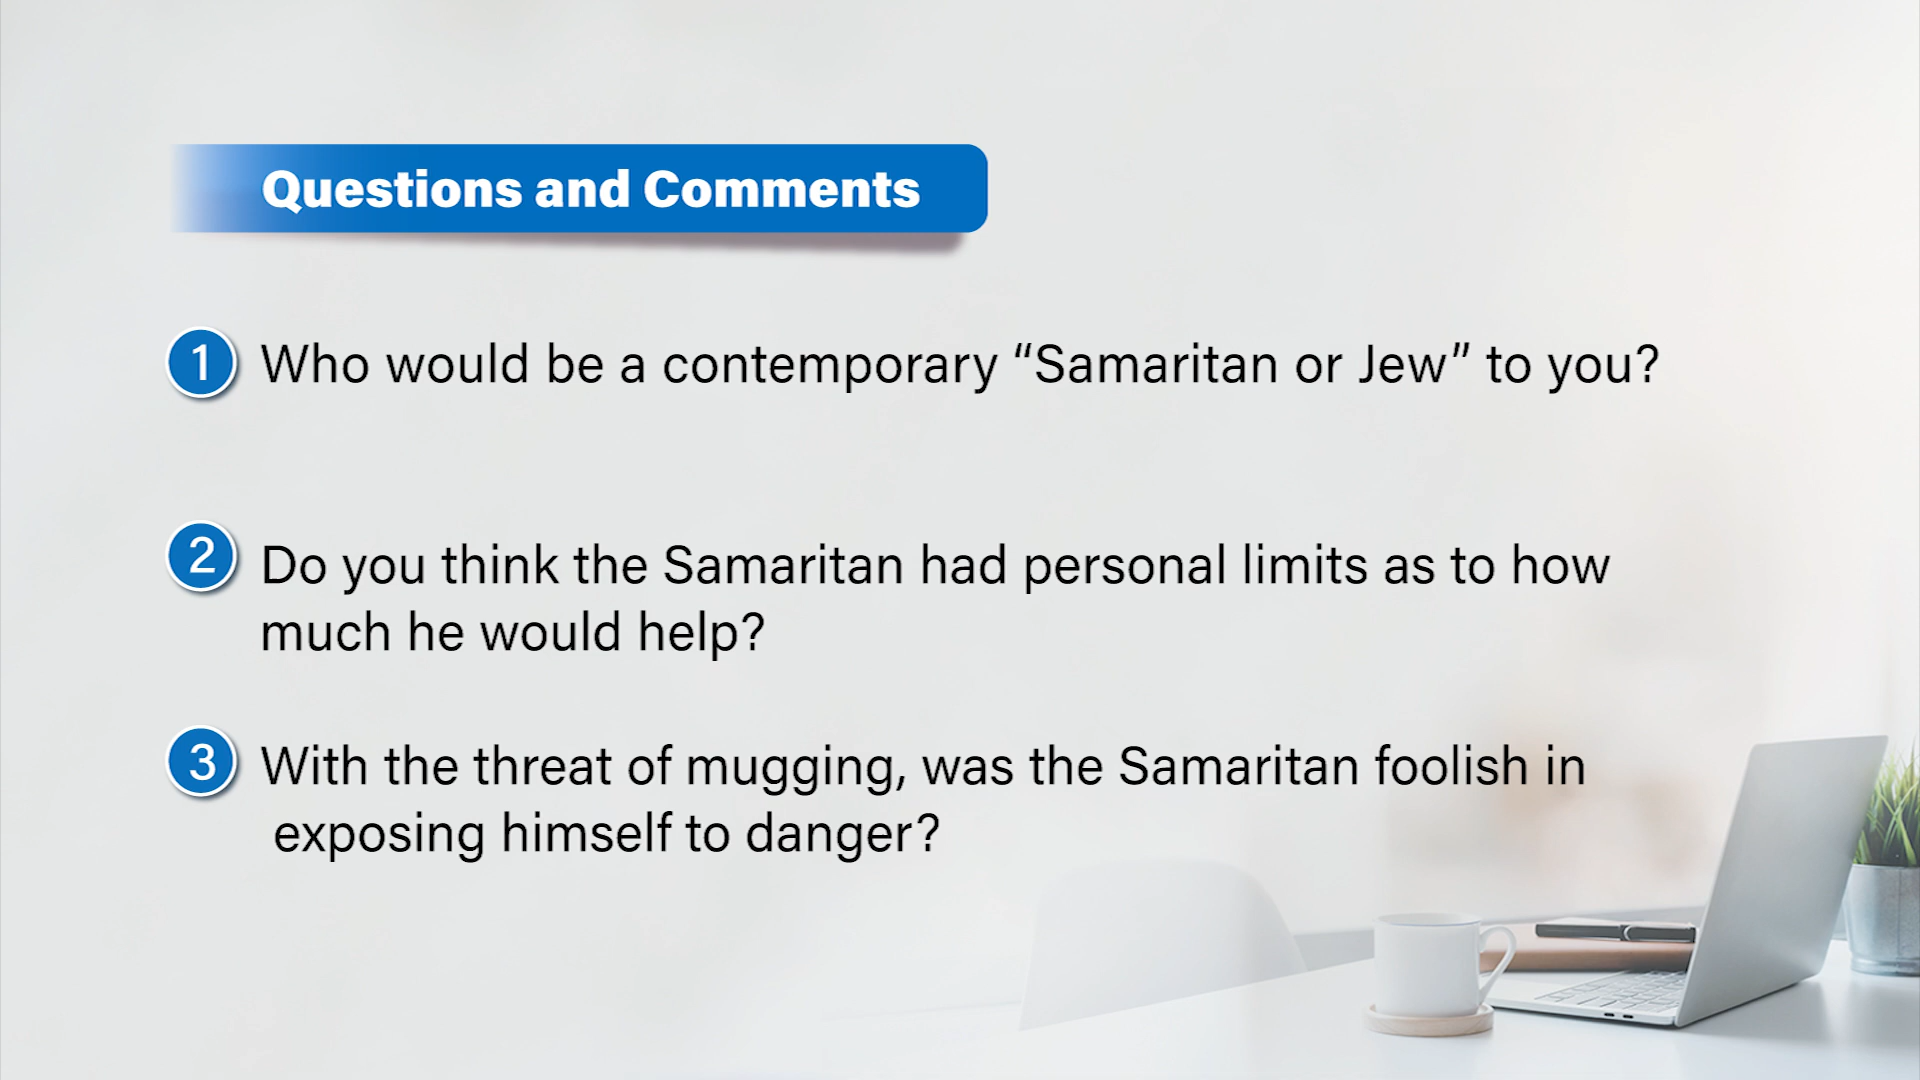 Questions and Comments
1 Who would be a contemporary “Samaritan or Jew” to you?
2 Do you think the Samaritan had personal limits as to how
much he would help?
3 With the threat of mugging, was the Samaritan foolish in
exposing himself to danger?